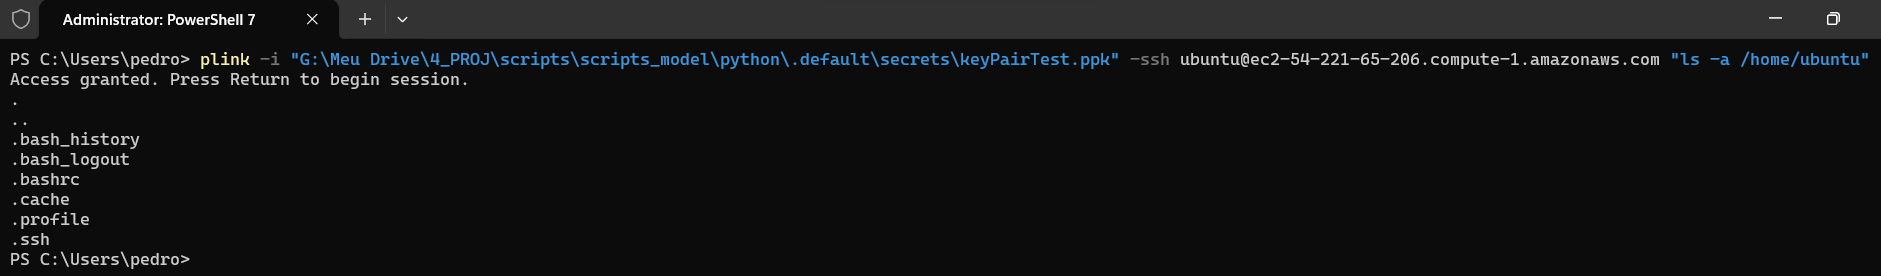 Administrator: PowerShell 7
PS C:\Users\pedro> plink -i "G:\Meu Drive\4_PROJ\scripts\scripts_model\python\.default\secrets\keyPairTest.ppk" -ssh ubuntu@ec2-54-221-65-206.compute-1.amazonaws.com "ls -a /home/ubuntu"
Access granted. Press Return to begin session.
.
..
.bash_history
.bash_logout
.bashrc
.cache
.profile
.ssh
PS C:\Users\pedro>